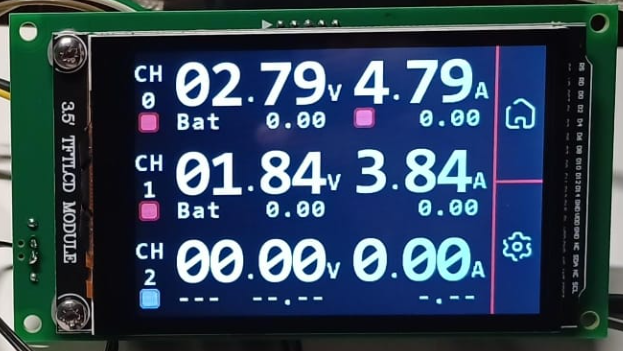 3.5' TFTLCD MODULE
CH 0 02.79V 4.79A
Bat 0.00 0.00
CH 1 01.84V 3.84A
Bat 0.00 0.00
CH 2 00.00V 0.00A
--- --.-- -.--